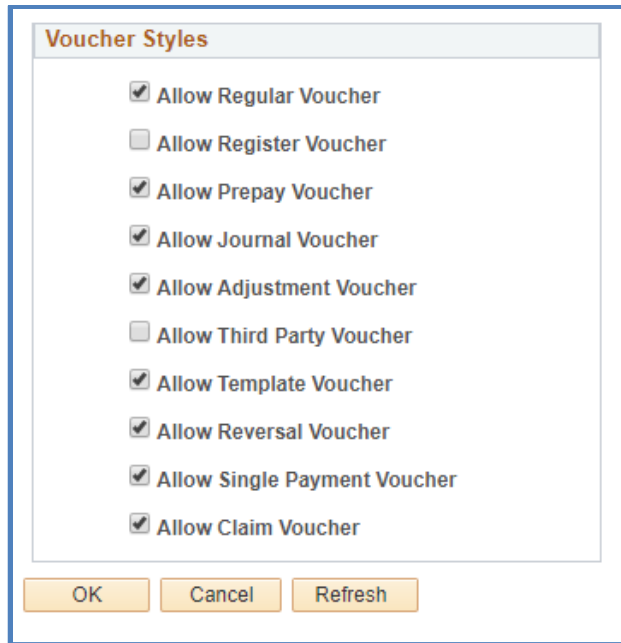 Voucher Styles
Allow Regular Voucher
Allow Register Voucher
Allow Prepay Voucher
Allow Journal Voucher
Allow Adjustment Voucher
Allow Third Party Voucher
Allow Template Voucher
Allow Reversal Voucher
Allow Single Payment Voucher
Allow Claim Voucher
OK Cancel Refresh